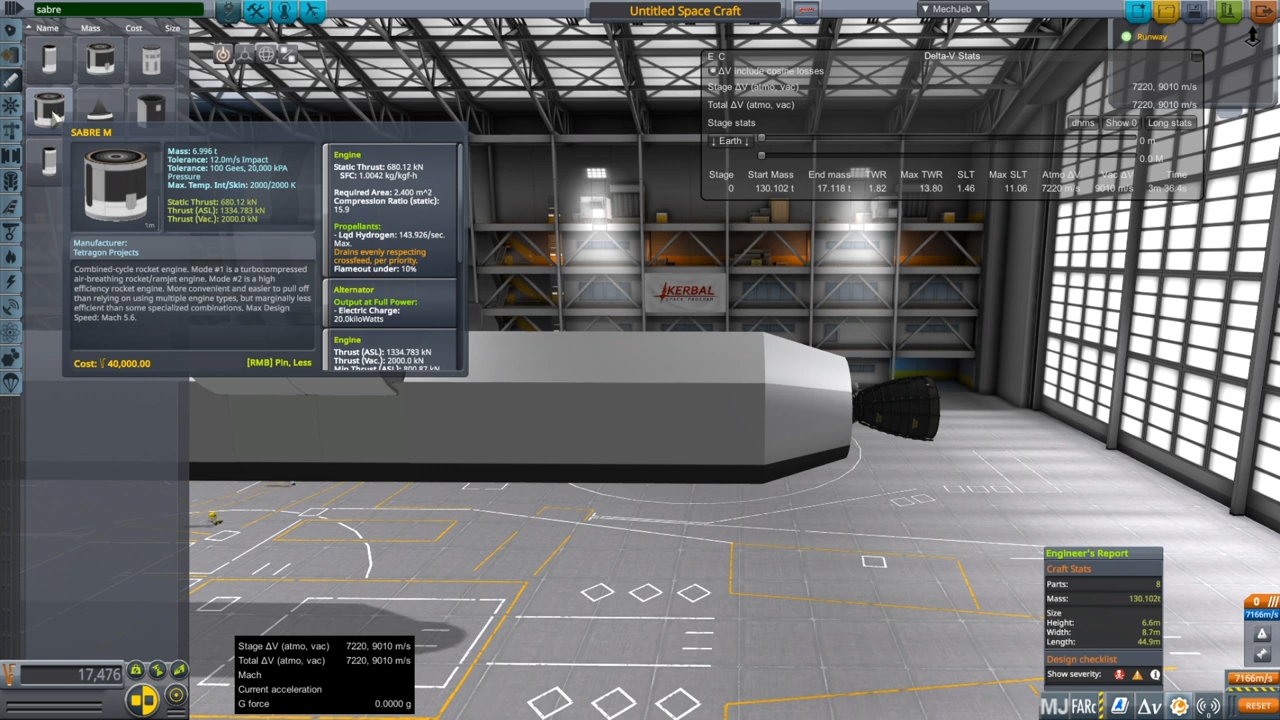 sabre
Untitled Space Craft
▼ MechJeb ▼
Name Mass Cost Size
Runway
E C Delta-V Stats
ΔV include cosine losses
Stage ΔV (atmo, vac) 7220, 9010 m/s
Total ΔV (atmo, vac) 7220, 9010 m/s
Stage stats dhms Show 0 Long stats
↓ Earth ↓ 0 m
0.0 M
Stage Start Mass End mass TWR Max TWR SLT Max SLT Atmo ΔV Vac ΔV Time
0 130.102 t 17.118 t 1.82 13.80 1.46 11.06 7220 m/s 9010 m/s 3m 36.4s
SABRE M
Mass: 6.996 t
Tolerance: 12.0m/s Impact
Tolerance: 100 Gees, 20,000 kPa
Pressure
Max. Temp. Int/Skin: 2000/2000 K
Static Thrust: 680.12 kN
Thrust (ASL): 1334.783 kN
Thrust (Vac.): 2000.0 kN
1m
Manufacturer:
Tetragon Projects
Combined-cycle rocket engine. Mode #1 is a turbocompressed
air-breathing rocket/ramjet engine. Mode #2 is a high
efficiency rocket engine. More convenient and easier to pull off
than relying on using multiple engine types, but marginally less
efficient than some specialized combinations. Max Design
Speed: Mach 5.6.
Cost: 40,000.00 [RMB] Pin, Less
Engine
Static Thrust: 680.12 kN
SFC: 1.0042 kg/kgf-h
Required Area: 2.400 m^2
Compression Ratio (static):
15.9
Propellants:
- Lqd Hydrogen: 143.926/sec.
Max.
Drains evenly respecting
crossfeed, per priority.
Flameout under: 10%
Alternator
Output at Full Power:
- Electric Charge:
20.0kiloWatts
Engine
Thrust (ASL): 1334.783 kN
Thrust (Vac.): 2000.0 kN
Min Thrust (ASL): 800.87 kN
KERBAL
SPACE PROGRAM
Engineer's Report
Craft Stats
Parts: 8
Mass: 130.102t
Size
Height: 6.6m
Width: 8.7m
Length: 44.9m
Design checklist
Show severity:
0
7166m/s
7166m/s
RESET
Stage ΔV (atmo, vac) 7220, 9010 m/s
Total ΔV (atmo, vac) 7220, 9010 m/s
Mach
Current acceleration
G force 0.0000 g
17,476
MJ FARc Δv